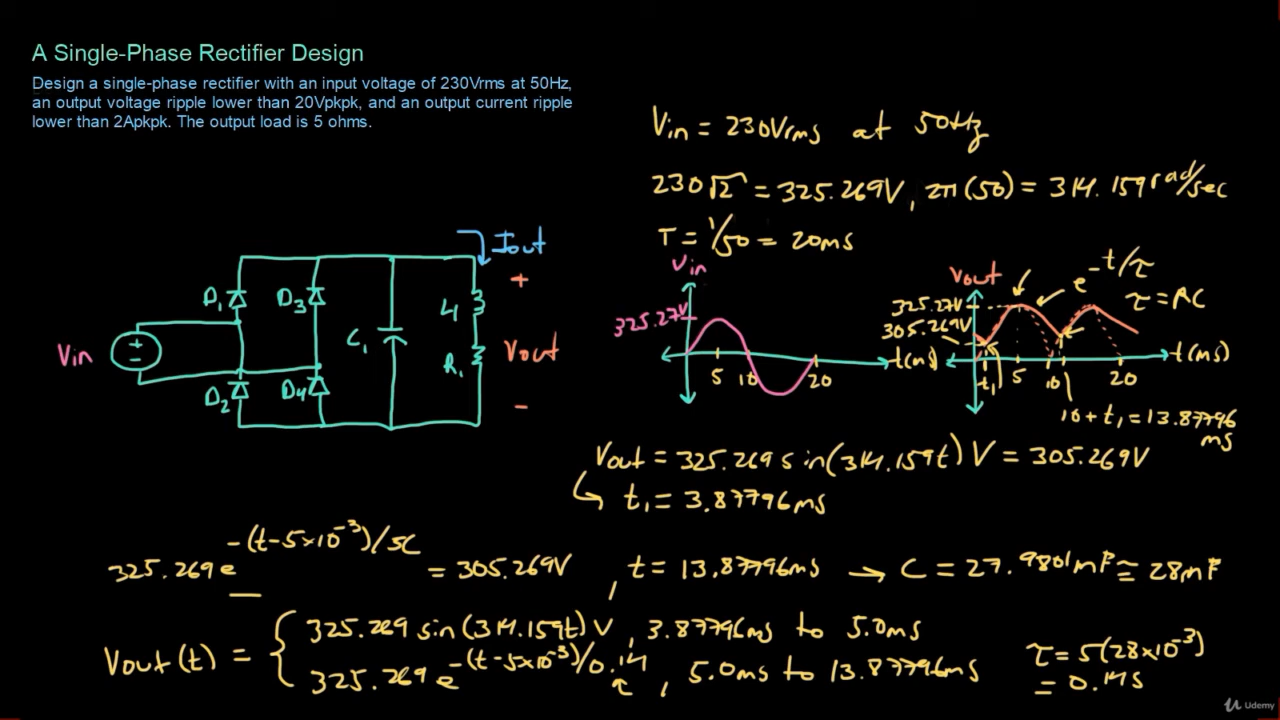 A Single-Phase Rectifier Design
Design a single-phase rectifier with an input voltage of 230Vrms at 50Hz,
an output voltage ripple lower than 20Vpkpk, and an output current ripple
lower than 2Apkpk. The output load is 5 ohms.
Vin = 230Vrms at 50Hz
230√2 = 325.269V, 2π(50) = 314.159 rad/sec
T = 1/50 = 20ms
Iout
+
D1
D3
L1
C1
Vin
+
-
R1
Vout
D2
D4
-
Vin
325.27V
5
10
20
t(ms)
Vout
e^-t/τ
τ = RC
325.27V
305.269V
t1
5
10
20
t(ms)
10 + t1 = 13.87796
ms
Vout = 325.269 sin(314.159t) V = 305.269V
↳ t1 = 3.87796ms
325.269 e^-(t-5×10^-3)/5C = 305.269V , t = 13.87796ms → C = 27.9801mF ≅ 28mF
Vout(t) = { 325.269 sin(314.159t) V , 3.87796ms to 5.0ms
325.269 e^-(t-5×10^-3)/0.14 , 5.0ms to 13.87796ms
τ = 5(28×10^-3)
= 0.14s
Udemy